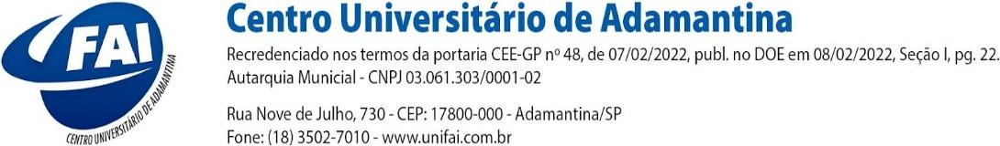 FAI
CENTRO UNIVERSITÁRIO DE ADAMANTINA
Centro Universitário de Adamantina
Recredenciado nos termos da portaria CEE-GP nº 48, de 07/02/2022, publ. no DOE em 08/02/2022, Seção I, pg. 22.
Autarquia Municial - CNPJ 03.061.303/0001-02
Rua Nove de Julho, 730 - CEP: 17800-000 - Adamantina/SP
Fone: (18) 3502-7010 - www.unifai.com.br